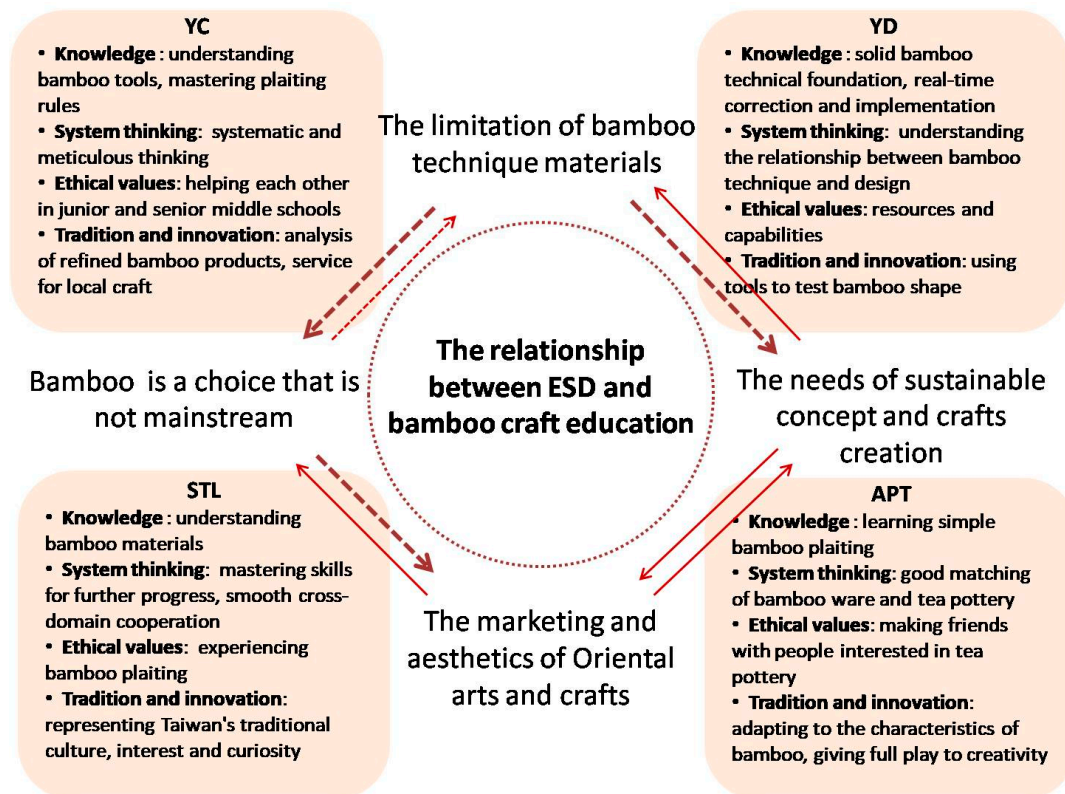 YC
• Knowledge : understanding
bamboo tools, mastering plaiting
rules
• System thinking: systematic and
meticulous thinking
• Ethical values: helping each other
in junior and senior middle schools
• Tradition and innovation: analysis
of refined bamboo products, service
for local craft
The limitation of bamboo
technique materials
YD
• Knowledge : solid bamboo
technical foundation, real-time
correction and implementation
• System thinking: understanding
the relationship between bamboo
technique and design
• Ethical values: resources and
capabilities
• Tradition and innovation: using
tools to test bamboo shape
Bamboo is a choice that is
not mainstream
The relationship
between ESD and
bamboo craft education
The needs of sustainable
concept and crafts
creation
STL
• Knowledge : understanding
bamboo materials
• System thinking: mastering skills
for further progress, smooth cross-
domain cooperation
• Ethical values: experiencing
bamboo plaiting
• Tradition and innovation:
representing Taiwan's traditional
culture, interest and curiosity
The marketing and
aesthetics of Oriental
arts and crafts
APT
• Knowledge : learning simple
bamboo plaiting
• System thinking: good matching
of bamboo ware and tea pottery
• Ethical values: making friends
with people interested in tea
pottery
• Tradition and innovation:
adapting to the characteristics of
bamboo, giving full play to creativity